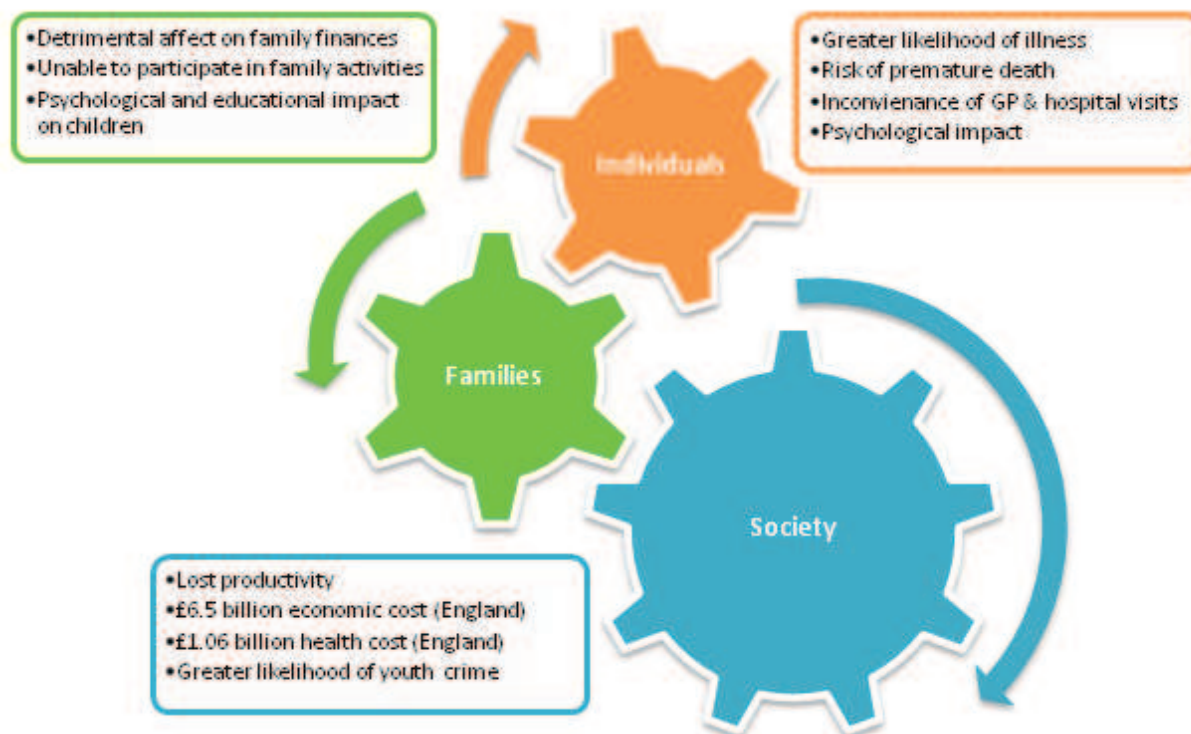 •Detrimental affect on family finances
•Unable to participate in family activities
•Psychological and educational impact
on children
•Greater likelihood of illness
•Risk of premature death
•Inconvienance of GP & hospital visits
•Psychological impact
Individuals
Families
Society
•Lost productivity
•£6.5 billion economic cost (England)
•£1.06 billion health cost (England)
•Greater likelihood of youth crime